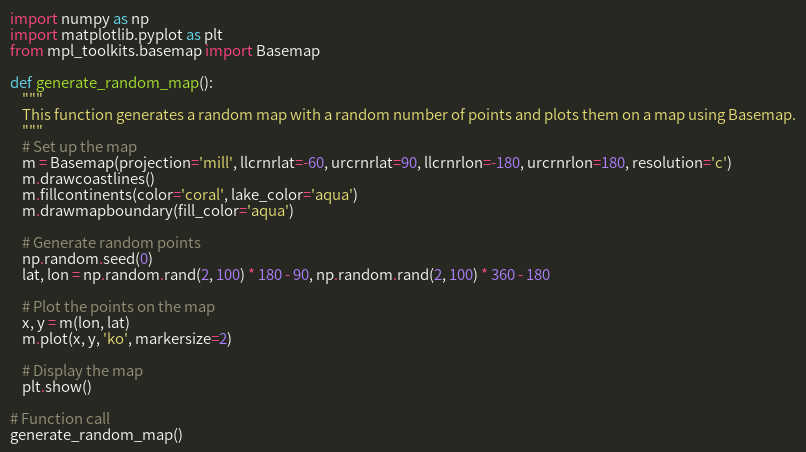 import numpy as np
import matplotlib.pyplot as plt
from mpl_toolkits.basemap import Basemap

def generate_random_map():
    """
    This function generates a random map with a random number of points and plots them on a map using Basemap.
    """
    # Set up the map
    m = Basemap(projection='mill', llcrnrlat=-60, urcrnrlat=90, llcrnrlon=-180, urcrnrlon=180, resolution='c')
    m.drawcoastlines()
    m.fillcontinents(color='coral', lake_color='aqua')
    m.drawmapboundary(fill_color='aqua')

    # Generate random points
    np.random.seed(0)
    lat, lon = np.random.rand(2, 100) * 180 - 90, np.random.rand(2, 100) * 360 - 180

    # Plot the points on the map
    x, y = m(lon, lat)
    m.plot(x, y, 'ko', markersize=2)

    # Display the map
    plt.show()

# Function call
generate_random_map()